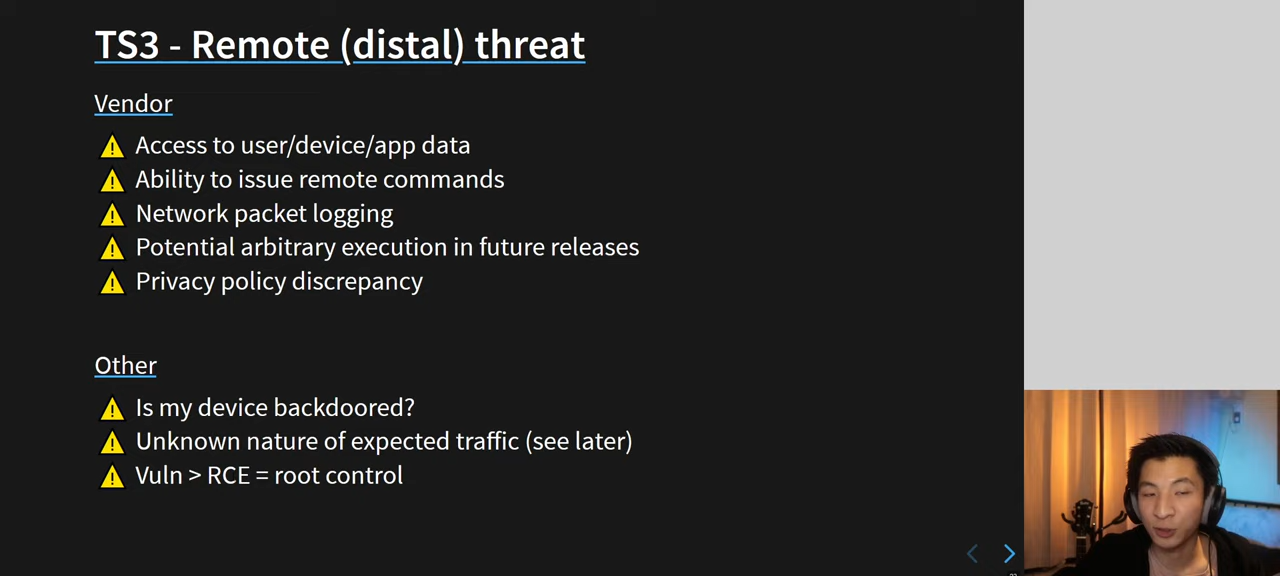 TS3 - Remote (distal) threat
Vendor
Access to user/device/app data
Ability to issue remote commands
Network packet logging
Potential arbitrary execution in future releases
Privacy policy discrepancy
Other
Is my device backdoored?
Unknown nature of expected traffic (see later)
Vuln > RCE = root control